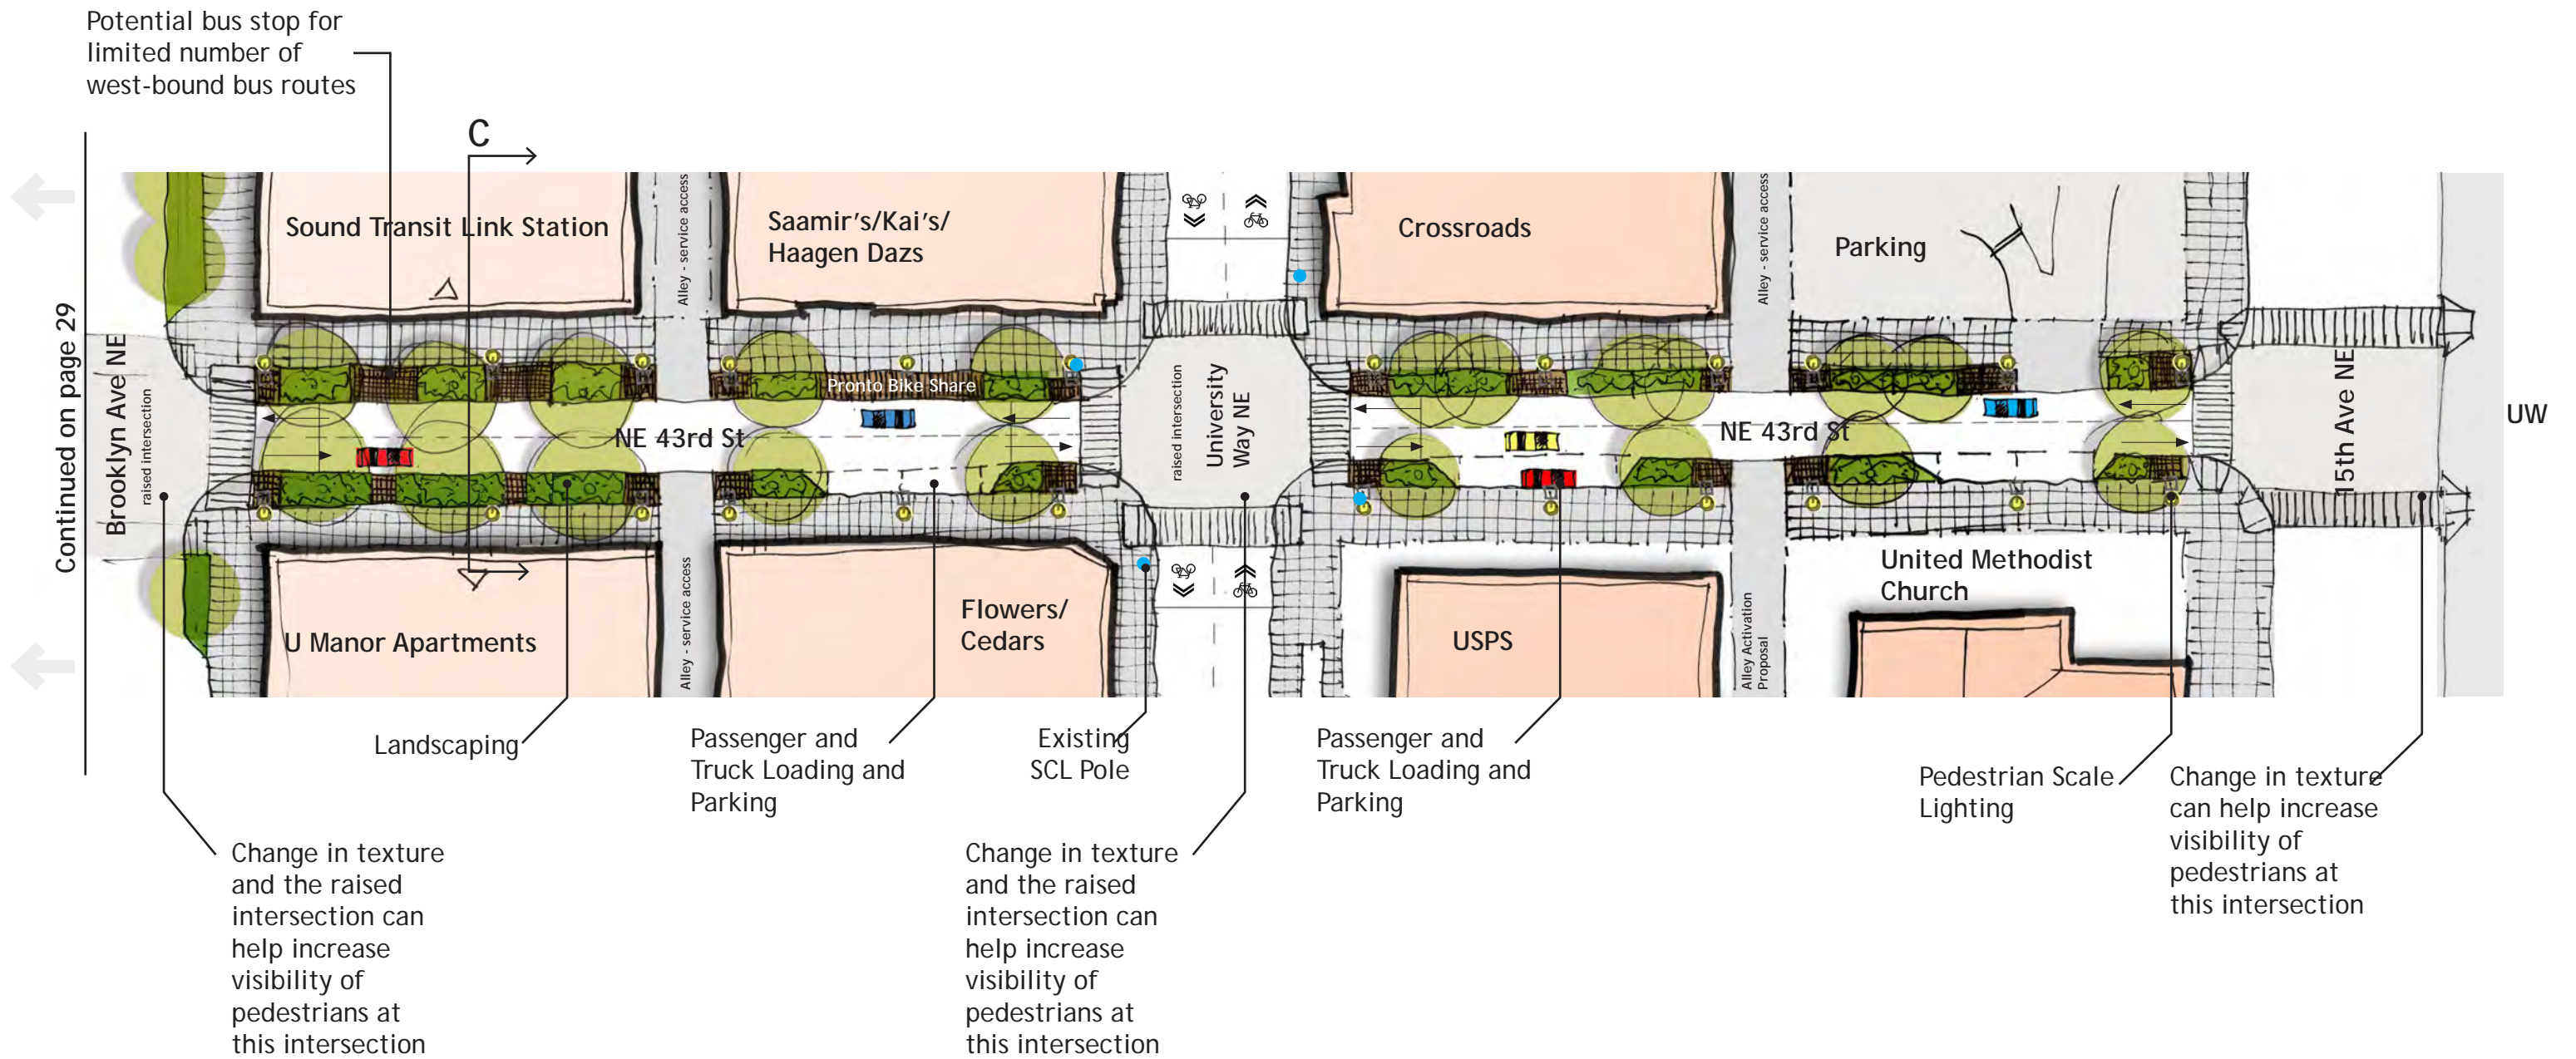 Potential bus stop for
limited number of
west-bound bus routes
C
Continued on page 29
Brooklyn Ave NE
raised intersection
Sound Transit Link Station
Alley - service access
Saamir's/Kai's/
Haagen Dazs
Crossroads
Alley - service access
Parking
Pronto Bike Share
NE 43rd St
raised intersection
University
Way NE
NE 43rd St
15th Ave NE
UW
U Manor Apartments
Alley - service access
Flowers/
Cedars
USPS
Alley Activation
Proposal
United Methodist
Church
Landscaping
Passenger and
Truck Loading and
Parking
Existing
SCL Pole
Passenger and
Truck Loading and
Parking
Pedestrian Scale
Lighting
Change in texture
can help increase
visibility of
pedestrians at
this intersection
Change in texture
and the raised
intersection can
help increase
visibility of
pedestrians at
this intersection
Change in texture
and the raised
intersection can
help increase
visibility of
pedestrians at
this intersection